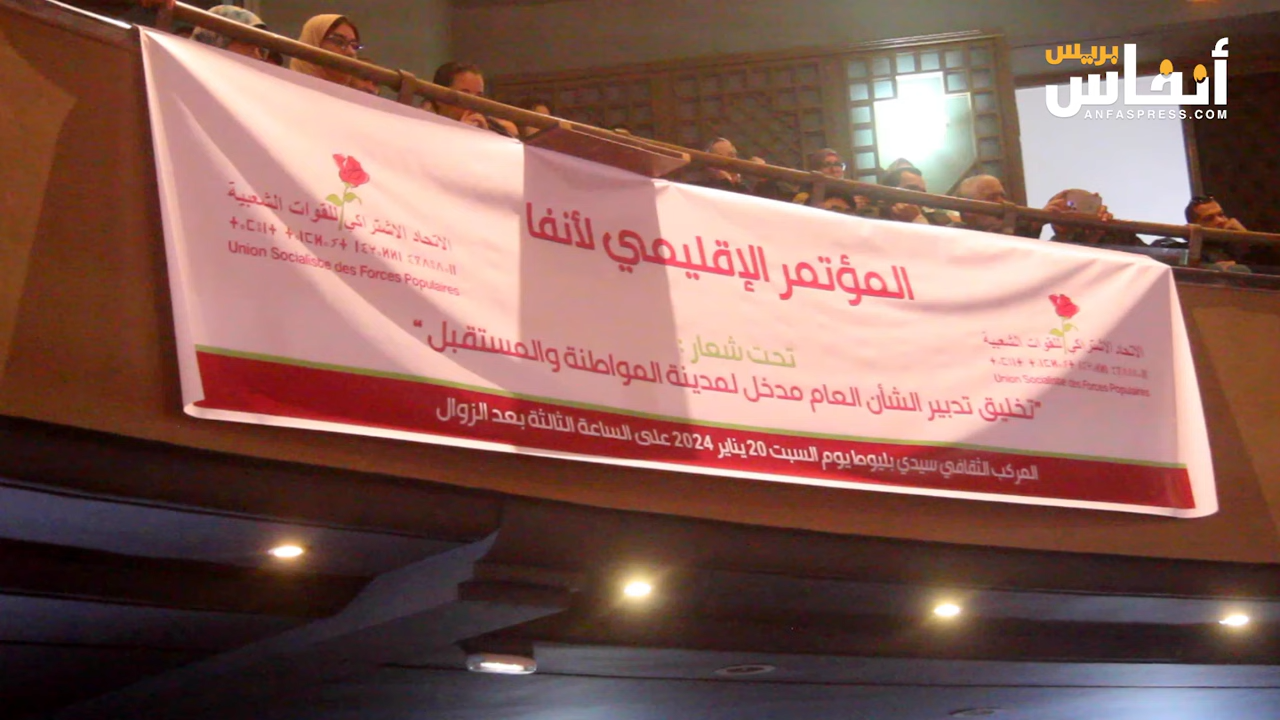 أنفاس بريس
ANFASPRESS.COM
الاتحاد الاشتراكي للقوات الشعبية
Union Socialiste des Forces Populaires
المؤتمر الإقليمي لأنفا
تحت شعار :
"تخليق تدبير الشأن العام مدخل لمدينة المواطنة والمستقبل"
المركب الثقافي سيدي بليوط يوم السبت 20 يناير 2024 على الساعة الثالثة بعد الزوال
الاتحاد الاشتراكي للقوات الشعبية
Union Socialiste des Forces Populaires